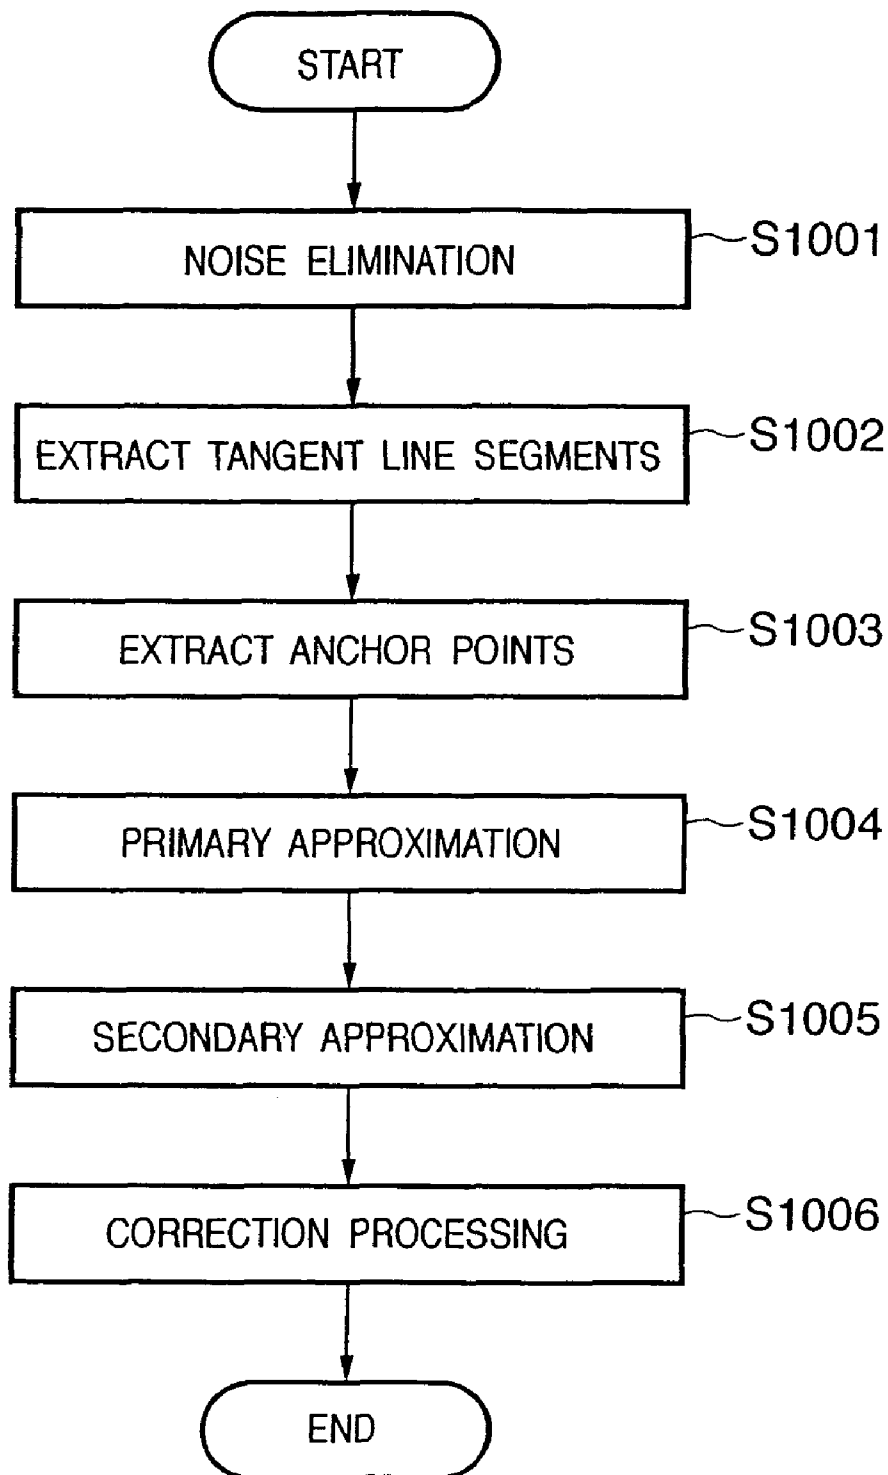 START
NOISE ELIMINATION
S1001
EXTRACT TANGENT LINE SEGMENTS
S1002
EXTRACT ANCHOR POINTS
S1003
PRIMARY APPROXIMATION
S1004
SECONDARY APPROXIMATION
S1005
CORRECTION PROCESSING
S1006
END